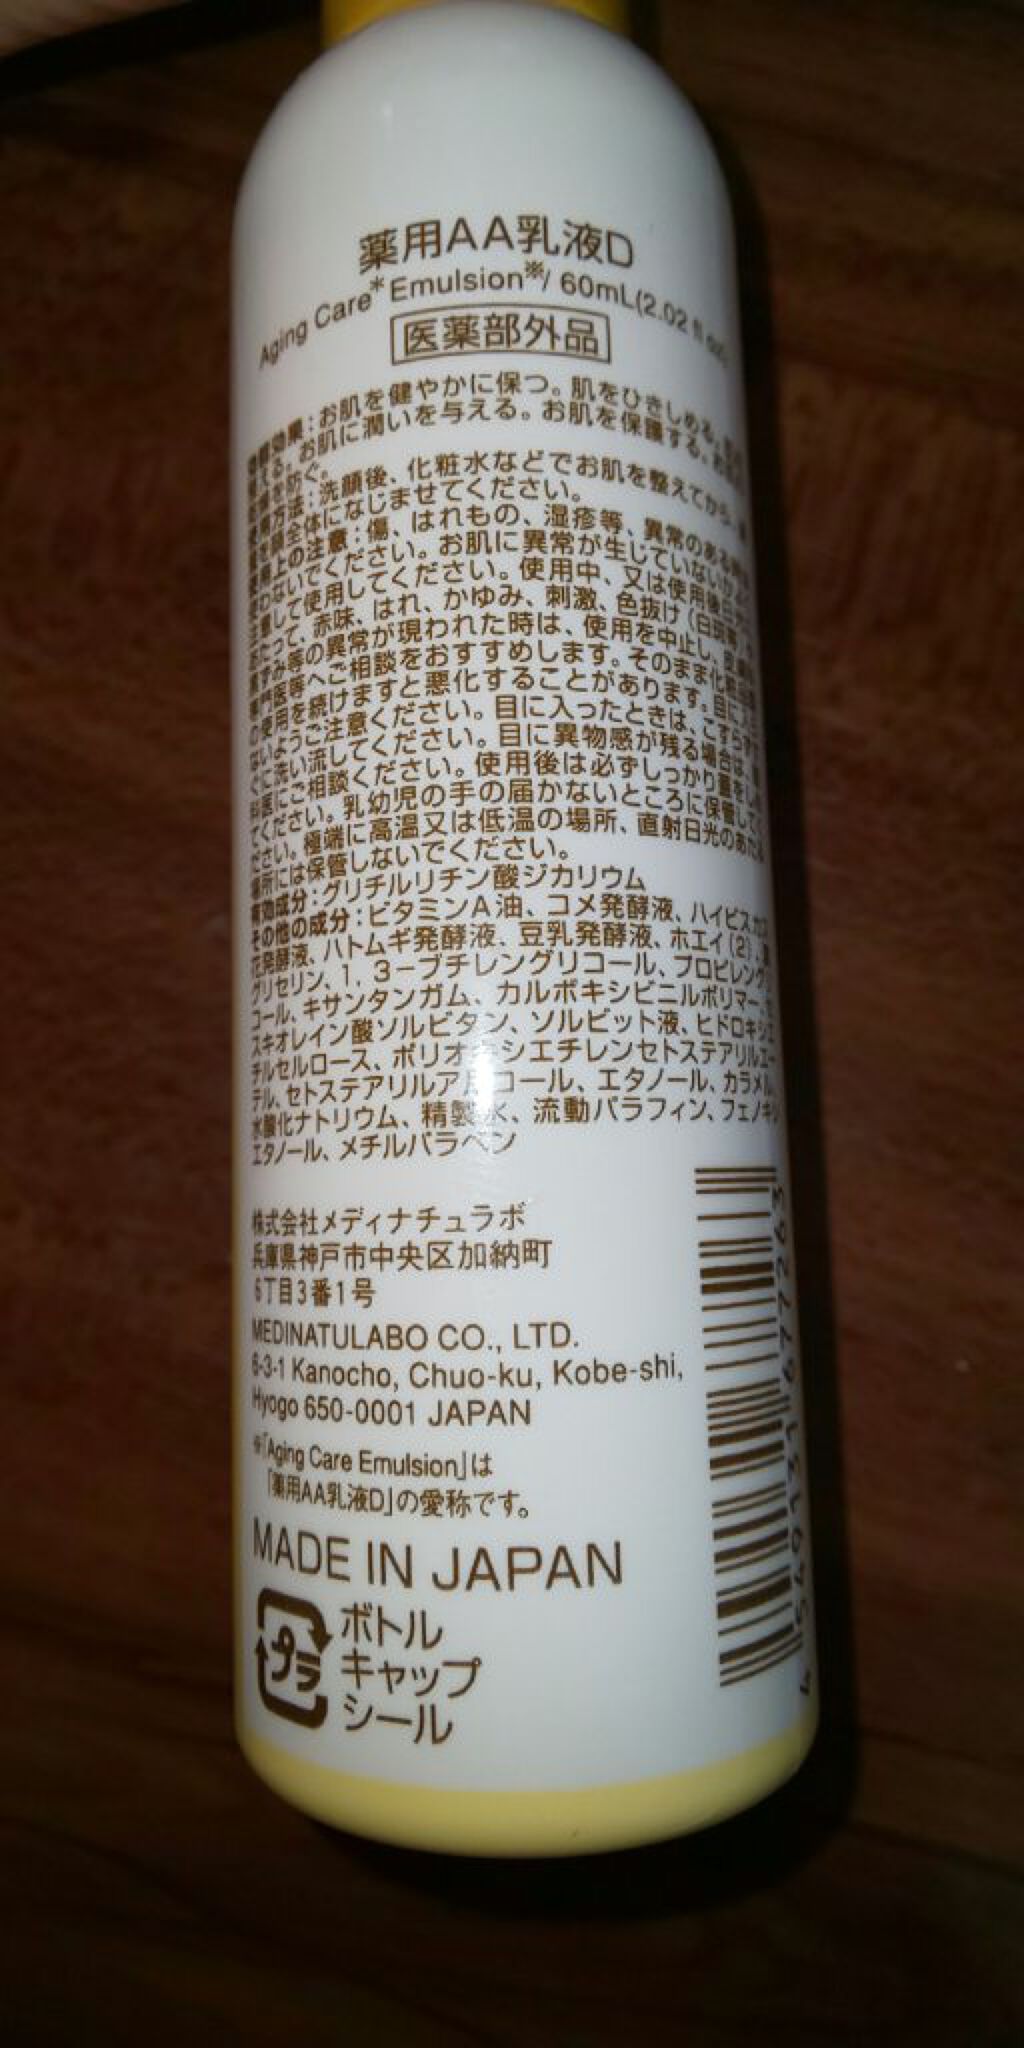 薬用AA乳液D
Aging Care* Emulsion※/ 60mL(2.02 fl oz)
医薬部外品
効果:お肌を健やかに保つ。肌をひきしめる。
える。お肌に潤いを与える。お肌を保護する。
を防ぐ。
方法:洗顔後、化粧水などでお肌を整えてから、
顔全体になじませてください。
上の注意:傷、はれもの、湿疹等、異常のある
わないでください。お肌に異常が生じていないか
して使用してください。使用中、又は使用後
たって、赤味、はれ、かゆみ、刺激、色抜け(白斑等)
ずみ等の異常が現われた時は、使用を中止し、
専門医等へご相談をおすすめします。そのまま化粧品
の使用を続けますと悪化することがあります。目に
ないようご注意ください。目に入ったときは、こすらず
ぐに洗い流してください。目に異物感が残る場合は、
科医にご相談ください。使用後は必ずしっかり蓋をし
てください。乳幼児の手の届かないところに保管して
ださい。極端に高温又は低温の場所、直射日光のあたる
場所には保管しないでください。
有効成分:グリチルリチン酸ジカリウム
その他の成分:ビタミンA油、コメ発酵液、ハイビスカス
花発酵液、ハトムギ発酵液、豆乳発酵液、ホエイ(2)、
グリセリン、1,3-ブチレングリコール、プロピレング
コール、キサンタンガム、カルボキシビニルポリマー、
スキオレイン酸ソルビタン、ソルビット液、ヒドロキシエ
チルセルロース、ポリオキシエチレンセトステアリルエー
テル、セトステアリルアルコール、エタノール、カラメル、
水酸化ナトリウム、精製水、流動パラフィン、フェノキシ
エタノール、メチルパラベン
株式会社メディナチュラボ
兵庫県神戸市中央区加納町
6丁目3番1号
MEDINATULABO CO., LTD.
6-3-1 Kanocho, Chuo-ku, Kobe-shi,
Hyogo 650-0001 JAPAN
※「Aging Care Emulsion」は
「薬用AA乳液D」の愛称です。
MADE IN JAPAN
プラ
ボトル
キャップ
シール
4540131677263